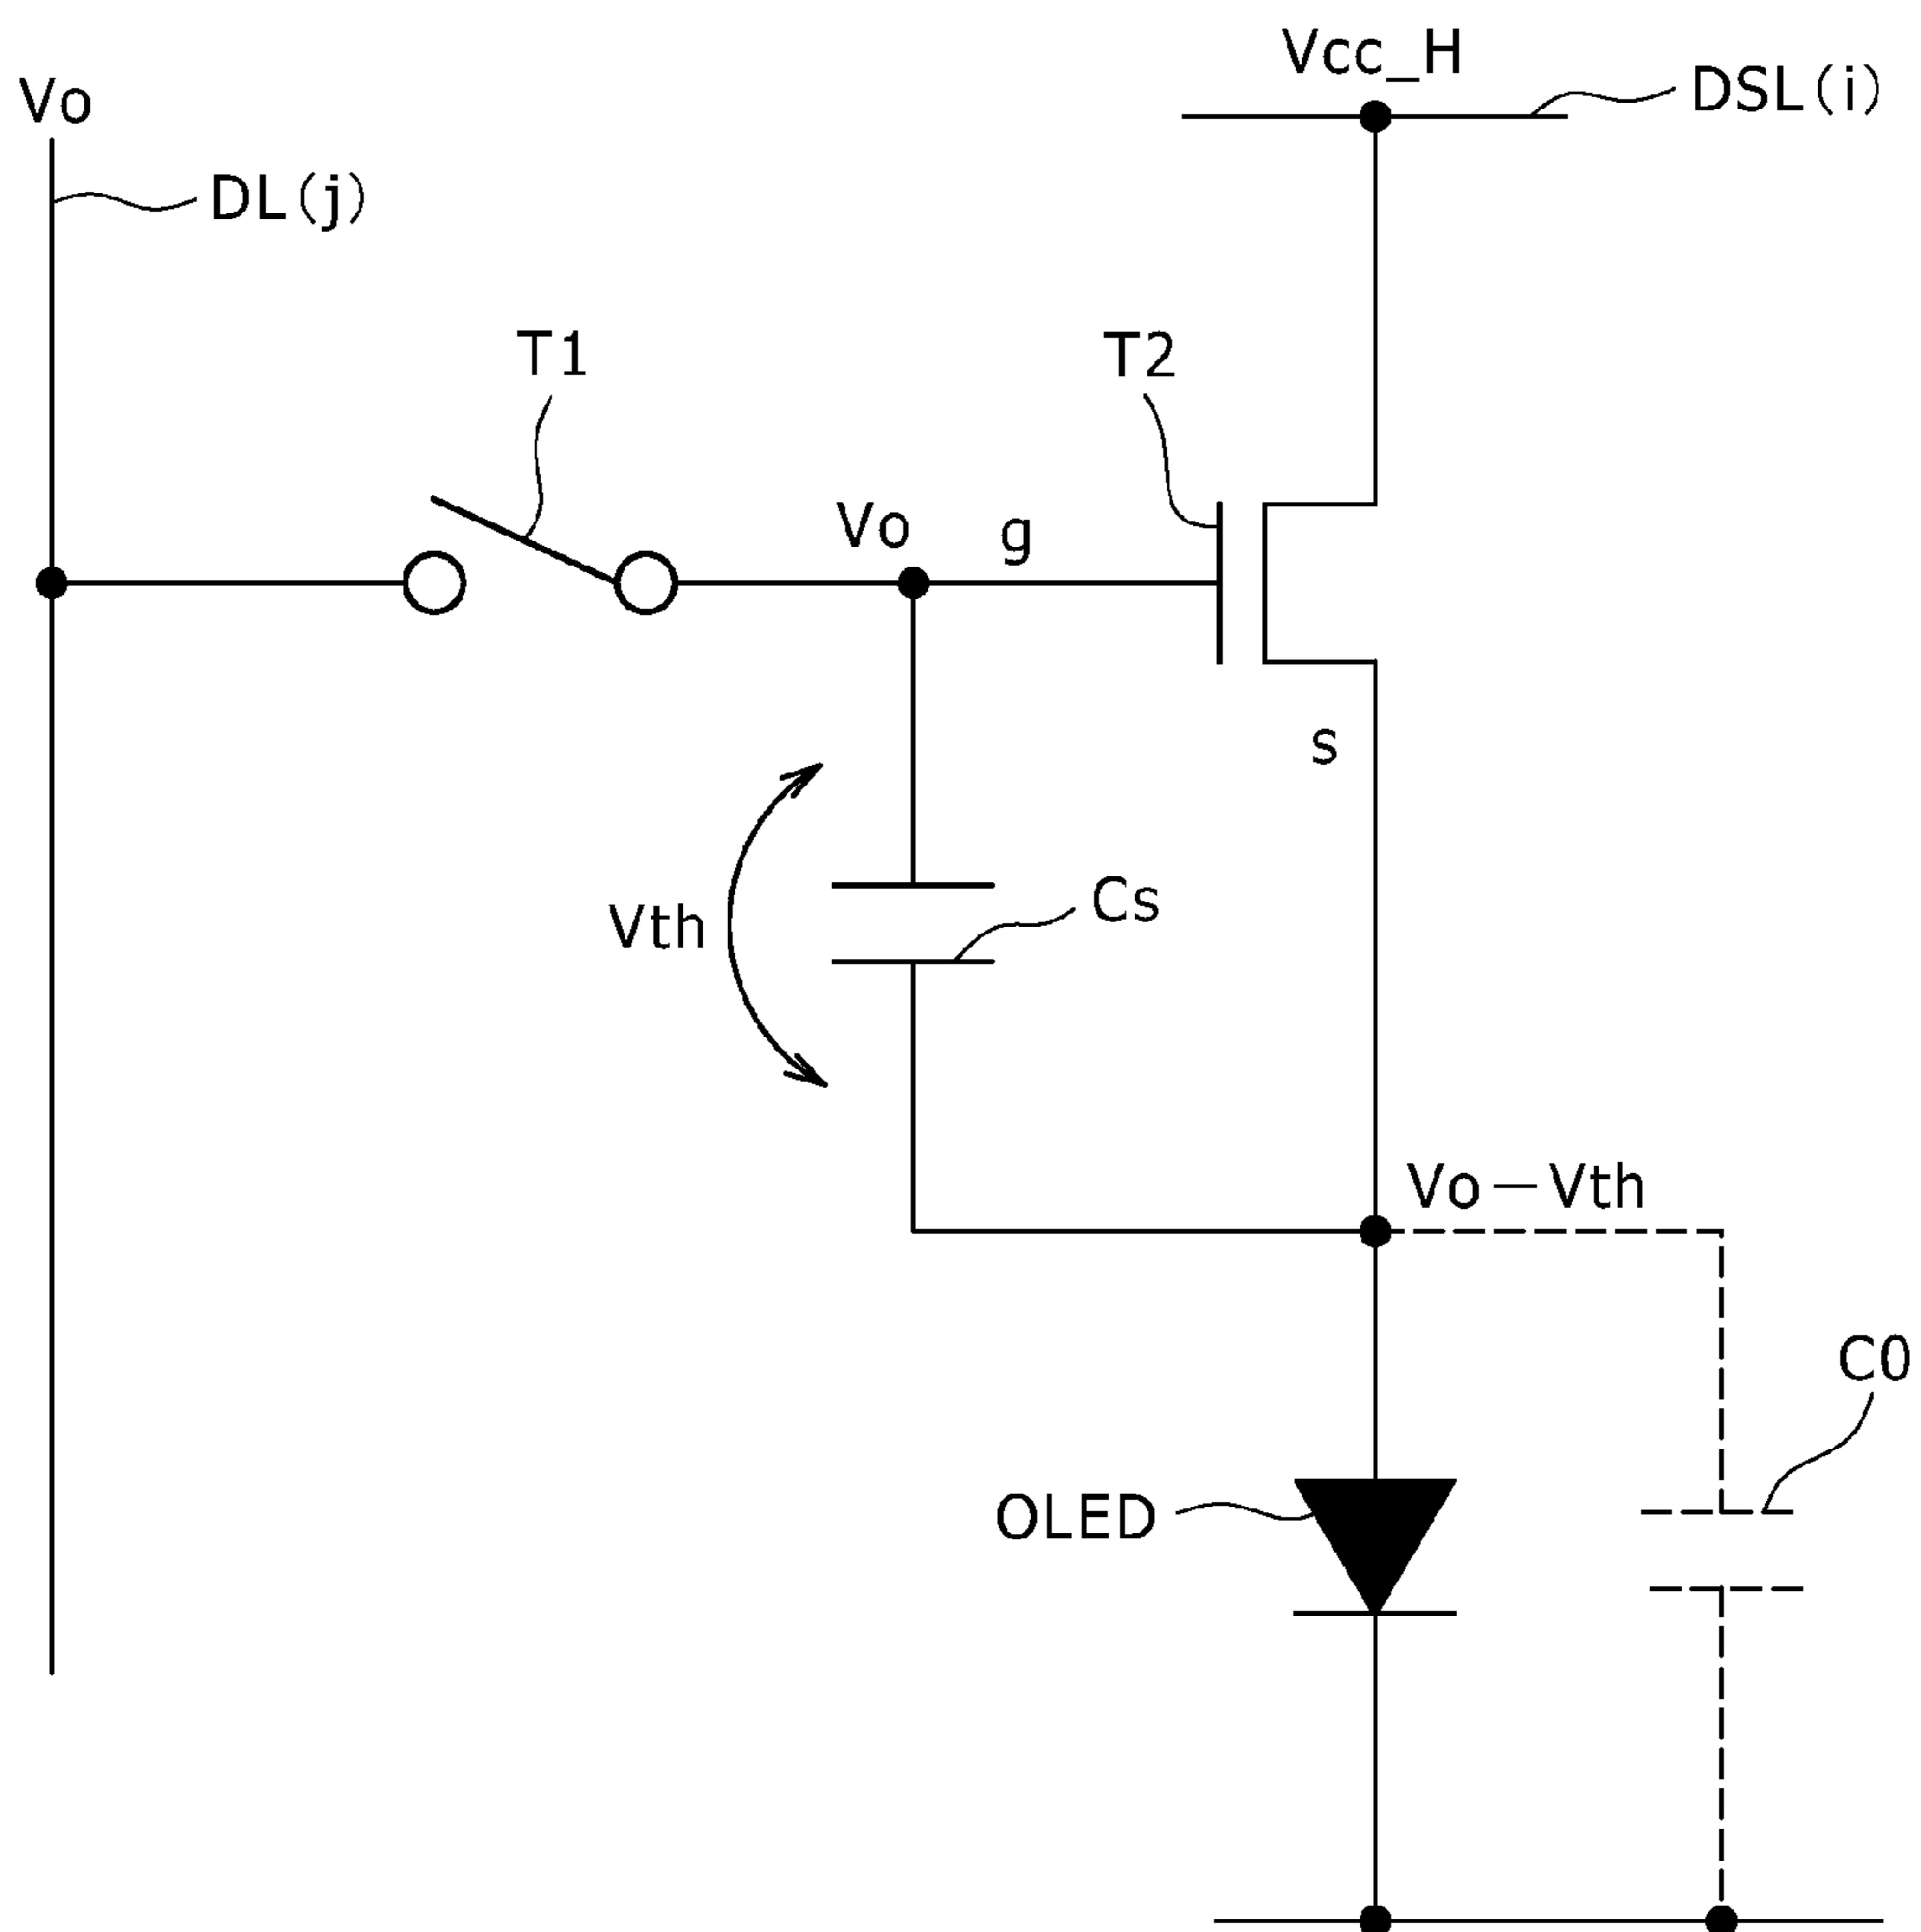 Vcc_H
DSL(i)
Vo
DL(j)
T1
T2
Vo
g
s
Vth
Cs
Vo－Vth
C0
OLED